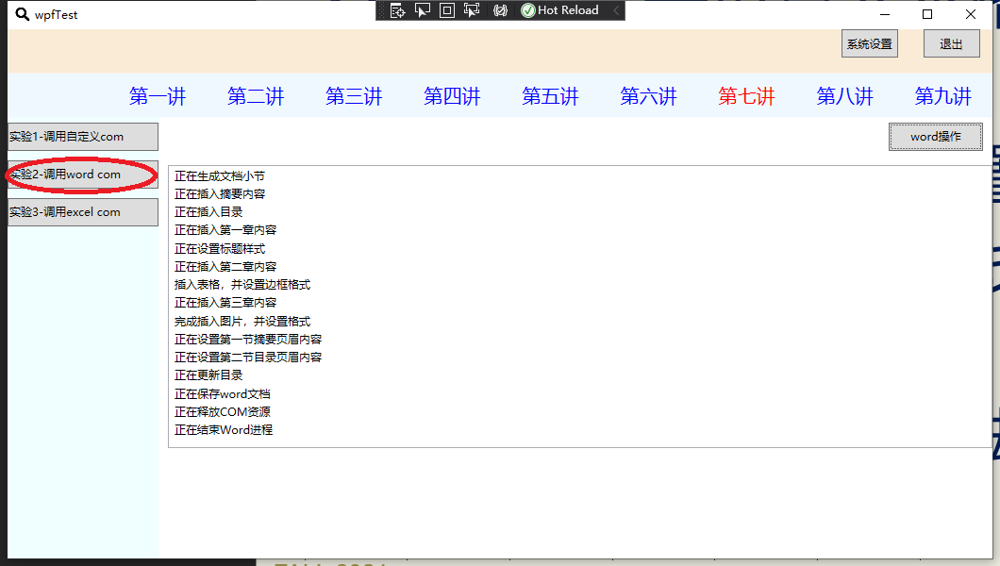 wpfTest
Hot Reload
系统设置 退出
第一讲 第二讲 第三讲 第四讲 第五讲 第六讲 第七讲 第八讲 第九讲
实验1-调用自定义com
word操作
实验2-调用word com
实验3-调用excel com
正在生成文档小节
正在插入摘要内容
正在插入目录
正在插入第一章内容
正在设置标题样式
正在插入第二章内容
插入表格，并设置边框格式
正在插入第三章内容
完成插入图片，并设置格式
正在设置第一节摘要页眉内容
正在设置第二节目录页眉内容
正在更新目录
正在保存word文档
正在释放COM资源
正在结束Word进程